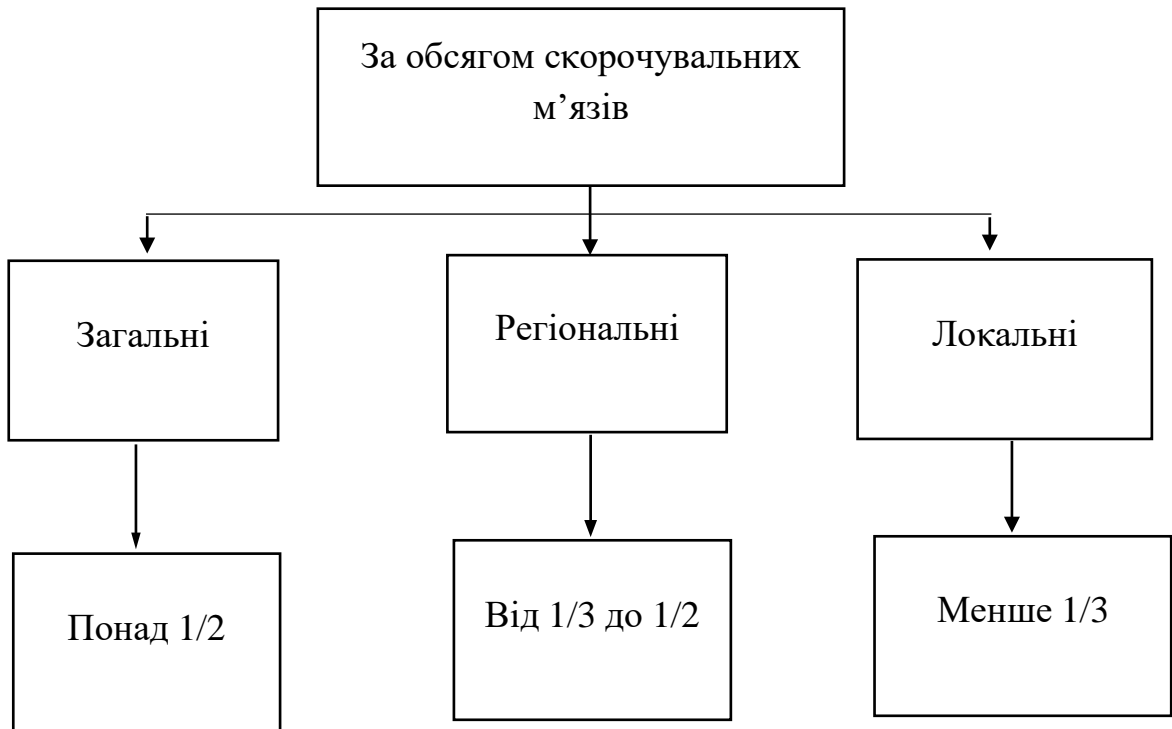 За обсягом скорочувальних
м’язів
Загальні
Регіональні
Локальні
Понад 1/2
Від 1/3 до 1/2
Менше 1/3